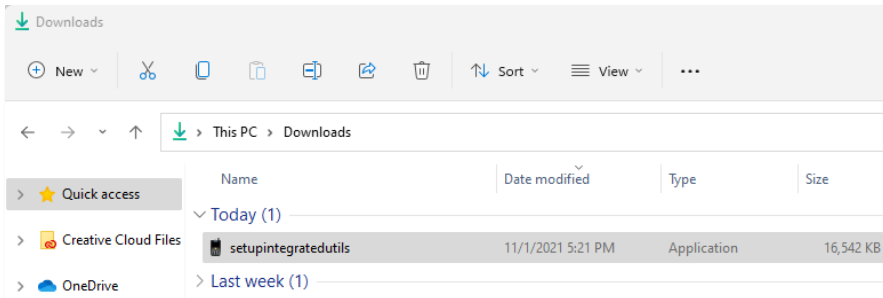 Downloads
New Sort View ...
This PC > Downloads
Name Date modified Type Size
Quick access
Today (1)
Creative Cloud Files
setupintegratedutils 11/1/2021 5:21 PM Application 16,542 KB
OneDrive
Last week (1)